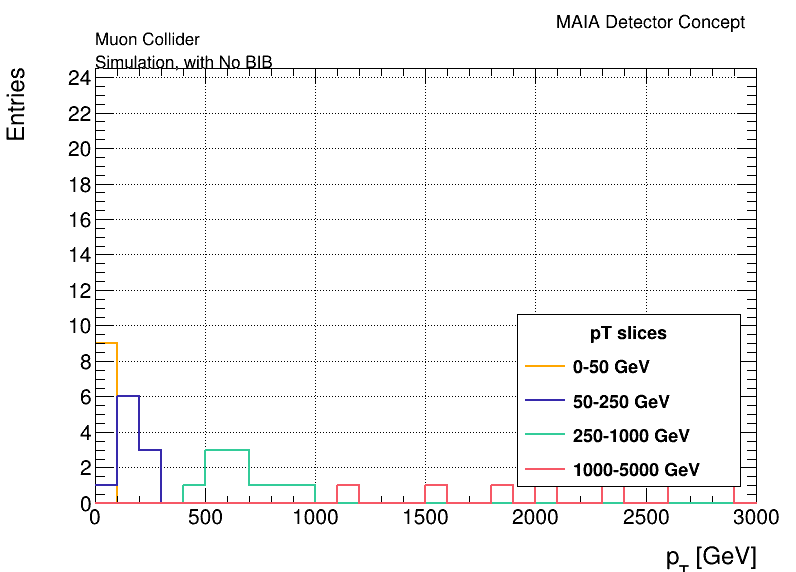 MAIA Detector Concept
Muon Collider
Simulation, with No BIB
Entries
24
22
20
18
16
14
12
10
8
6
4
2
0
pT slices
0-50 GeV
50-250 GeV
250-1000 GeV
1000-5000 GeV
0 500 1000 1500 2000 2500 3000
p_T [GeV]